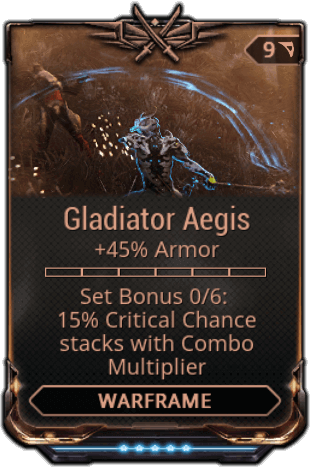 9
Gladiator Aegis
+45% Armor
Set Bonus 0/6:
15% Critical Chance
stacks with Combo
Multiplier
WARFRAME